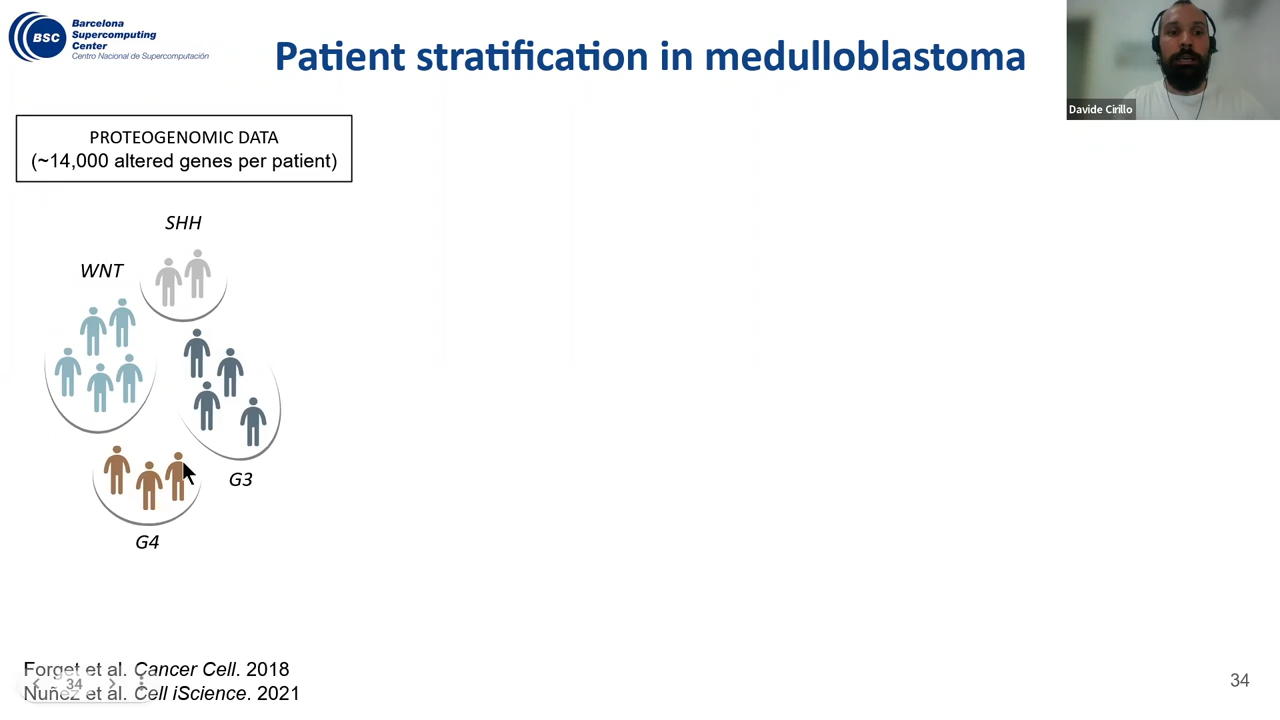 Barcelona
Supercomputing
Center
Centro Nacional de Supercomputación
BSC
Patient stratification in medulloblastoma
Davide Cirillo
PROTEOGENOMIC DATA
(~14,000 altered genes per patient)
SHH
WNT
G3
G4
Forget et al. Cancer Cell. 2018
Nuñez et al. Cell iScience. 2021
34
34